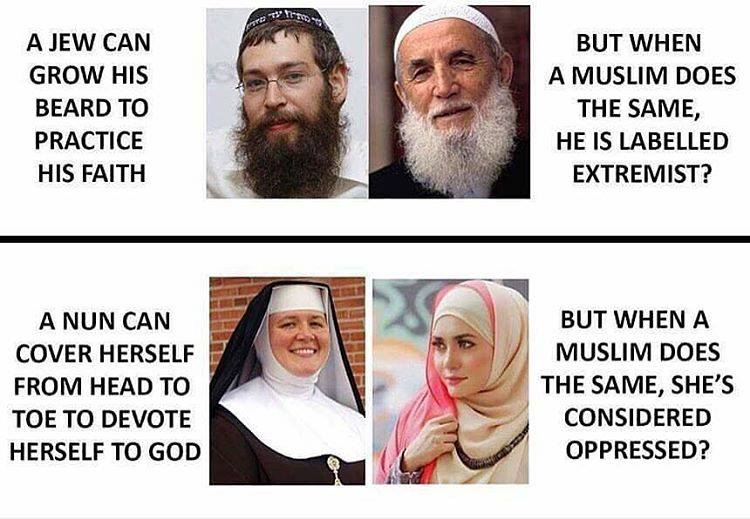 A JEW CAN
GROW HIS
BEARD TO
PRACTICE
HIS FAITH
BUT WHEN
A MUSLIM DOES
THE SAME,
HE IS LABELLED
EXTREMIST?
A NUN CAN
COVER HERSELF
FROM HEAD TO
TOE TO DEVOTE
HERSELF TO GOD
BUT WHEN A
MUSLIM DOES
THE SAME, SHE'S
CONSIDERED
OPPRESSED?